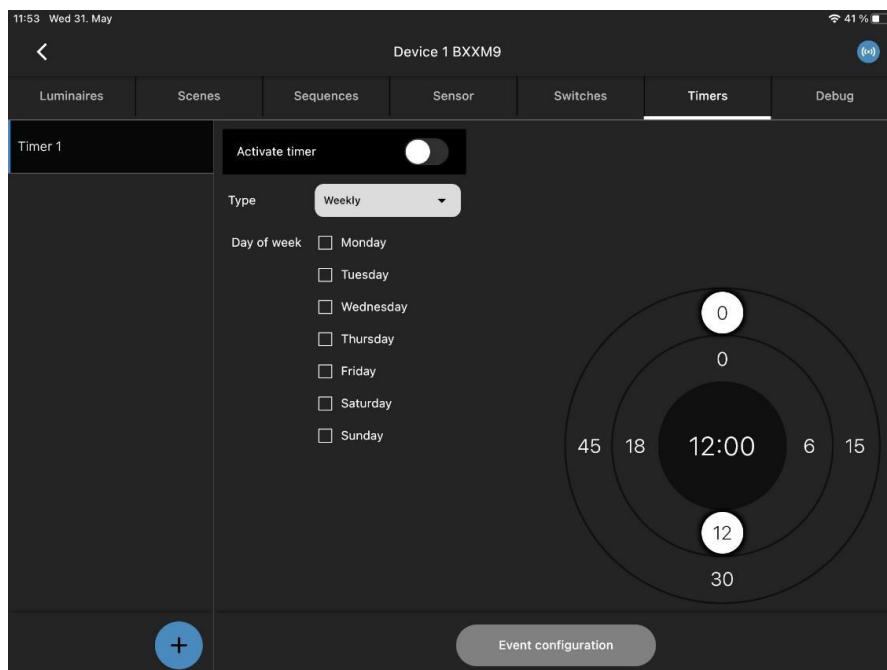 11:53 Wed 31. May 41 %
Device 1 BXXM9
Luminaires Scenes Sequences Sensor Switches Timers Debug
Timer 1
Activate timer
Type Weekly
Day of week Monday
Tuesday
Wednesday
Thursday
Friday
Saturday
Sunday
0
0
45 18 12:00 6 15
12
30
+ Event configuration